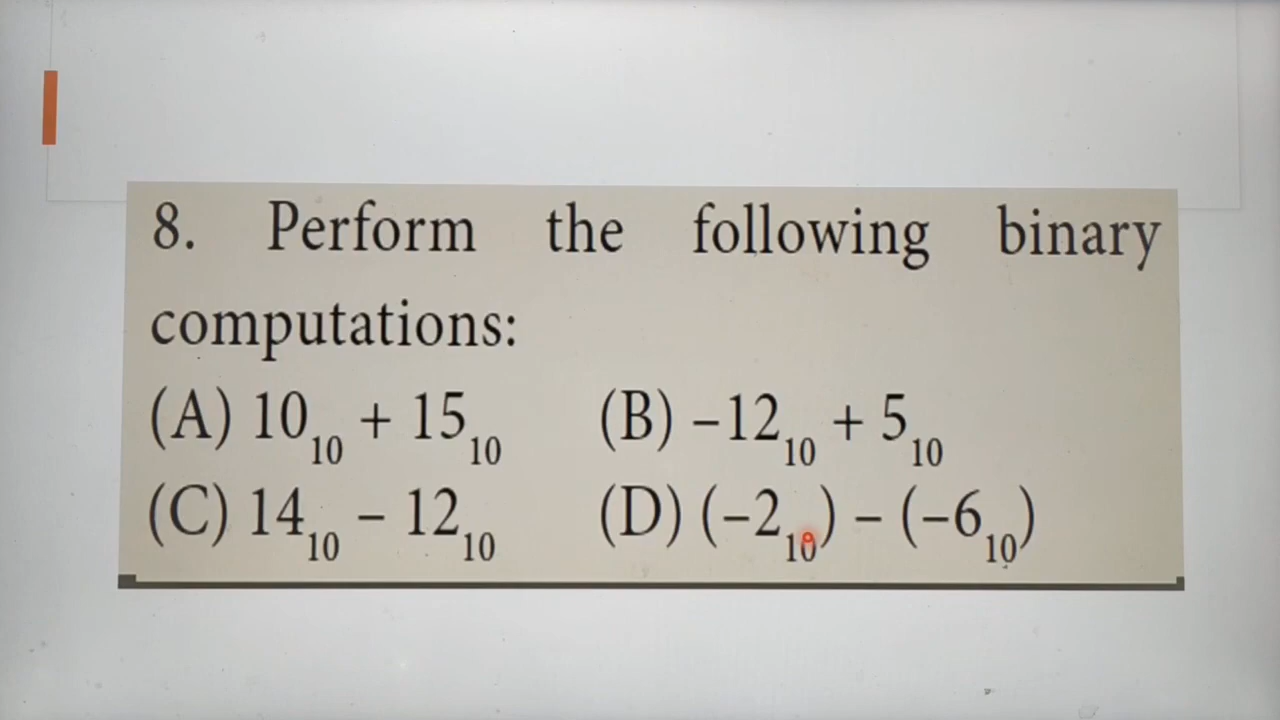 8. Perform the following binary
computations:
(A) 10₁₀ + 15₁₀ (B) –12₁₀ + 5₁₀
(C) 14₁₀ – 12₁₀ (D) (–2₁₀) – (–6₁₀)